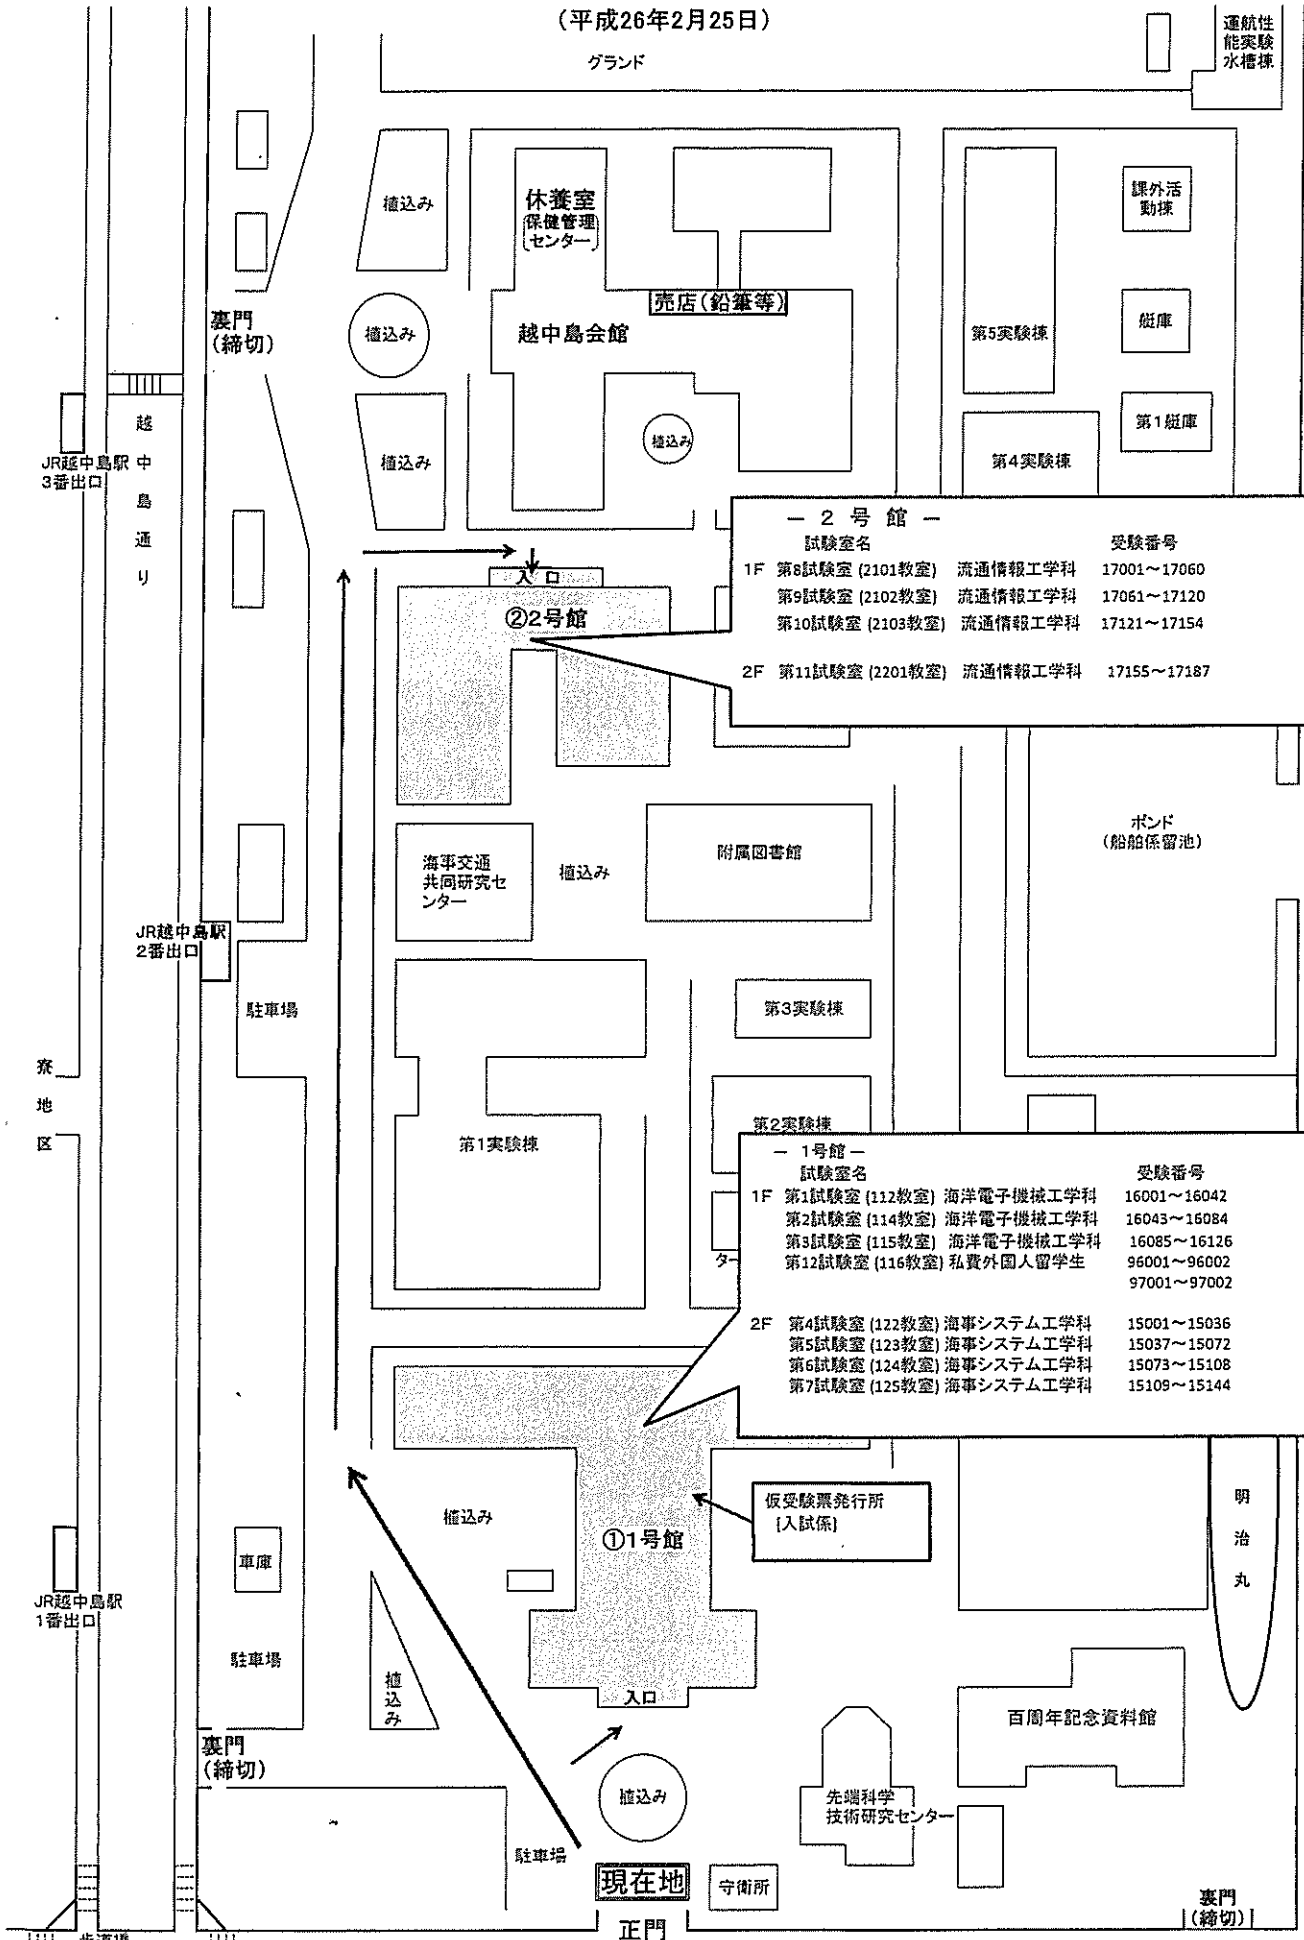 (平成26年2月25日)
グランド
運航性
能実験
水槽棟
植込み
休養室
保健管理
センター
課外活
動棟
売店(鉛筆等)
裏門
(締切)
植込み
越中島会館
第5実験棟
艇庫
第1艇庫
植込み
植込み
第4実験棟
JR越中島駅
3番出口
越中島通り
- 2 号 館 -
試験室名 受験番号
1F 第8試験室 (2101教室) 流通情報工学科 17001~17060
第9試験室 (2102教室) 流通情報工学科 17061~17120
第10試験室 (2103教室) 流通情報工学科 17121~17154
2F 第11試験室 (2201教室) 流通情報工学科 17155~17187
入 口
②2号館
ポンド
(船舶係留池)
海事交通
共同研究セ
ンター
植込み
附属図書館
JR越中島駅
2番出口
駐車場
第3実験棟
寮地区
第1実験棟
第2実験棟
ター
- 1号館 -
試験室名 受験番号
1F 第1試験室 (112教室) 海洋電子機械工学科 16001~16042
第2試験室 (114教室) 海洋電子機械工学科 16043~16084
第3試験室 (115教室) 海洋電子機械工学科 16085~16126
第12試験室 (116教室) 私費外国人留学生 96001~96002
97001~97002
2F 第4試験室 (122教室) 海事システム工学科 15001~15036
第5試験室 (123教室) 海事システム工学科 15037~15072
第6試験室 (124教室) 海事システム工学科 15073~15108
第7試験室 (125教室) 海事システム工学科 15109~15144
仮受験票発行所
[入試係]
植込み
①1号館
明治丸
車庫
JR越中島駅
1番出口
駐車場
植込み
入口
百周年記念資料館
裏門
(締切)
植込み
先端科学
技術研究センター
駐車場
現在地
守衛所
裏門
(締切)
正門
歩道橋